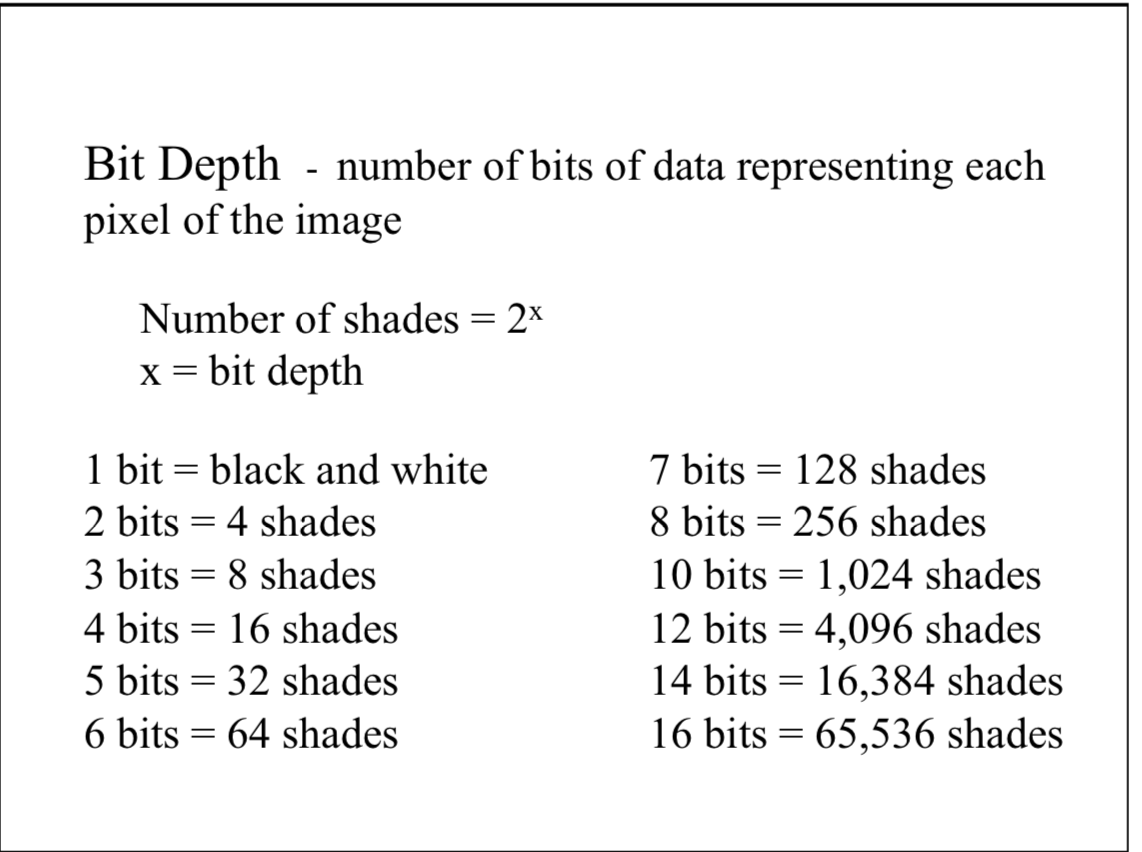 Bit Depth - number of bits of data representing each
pixel of the image
Number of shades = 2ˣ
x = bit depth
1 bit = black and white
2 bits = 4 shades
3 bits = 8 shades
4 bits = 16 shades
5 bits = 32 shades
6 bits = 64 shades
7 bits = 128 shades
8 bits = 256 shades
10 bits = 1,024 shades
12 bits = 4,096 shades
14 bits = 16,384 shades
16 bits = 65,536 shades